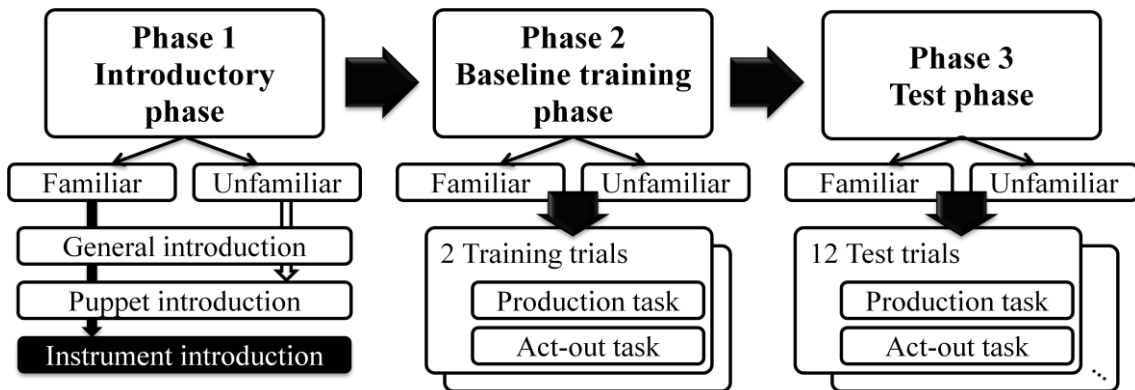 Phase 1
Introductory
phase
Familiar
Unfamiliar
General introduction
Puppet introduction
Instrument introduction
Phase 2
Baseline training
phase
Familiar
Unfamiliar
2 Training trials
Production task
Act-out task
Phase 3
Test phase
Familiar
Unfamiliar
12 Test trials
Production task
Act-out task
...